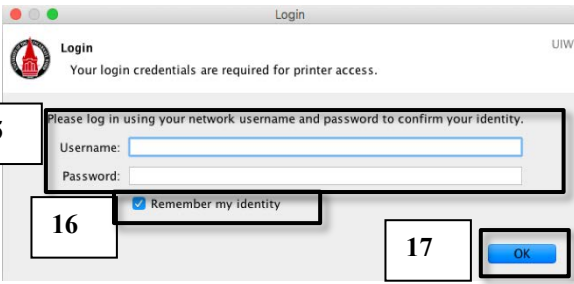 Login
Login
UIW
Your login credentials are required for printer access.
Please log in using your network username and password to confirm your identity.
Username:
Password:
Remember my identity
16
17
OK